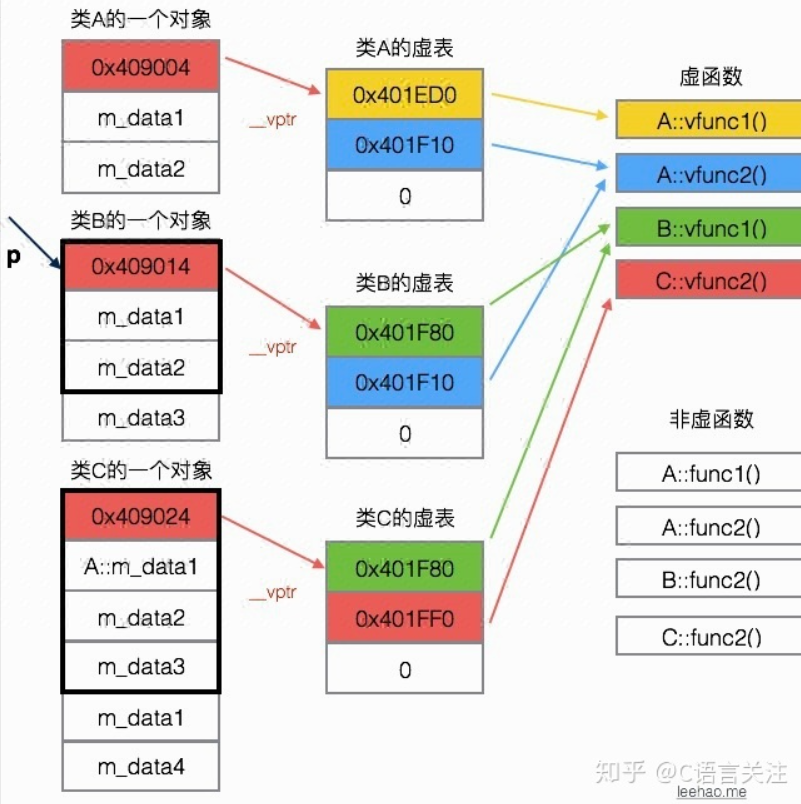 类A的一个对象
0x409004
m_data1
m_data2
__vptr
类A的虚表
0x401ED0
0x401F10
0
虚函数
A::vfunc1()
A::vfunc2()
B::vfunc1()
C::vfunc2()
p
类B的一个对象
0x409014
m_data1
m_data2
m_data3
__vptr
类B的虚表
0x401F80
0x401F10
0
类C的一个对象
0x409024
A::m_data1
m_data2
m_data3
m_data1
m_data4
__vptr
类C的虚表
0x401F80
0x401FF0
0
非虚函数
A::func1()
A::func2()
B::func2()
C::func2()
知乎 @C语言关注
leehao.me